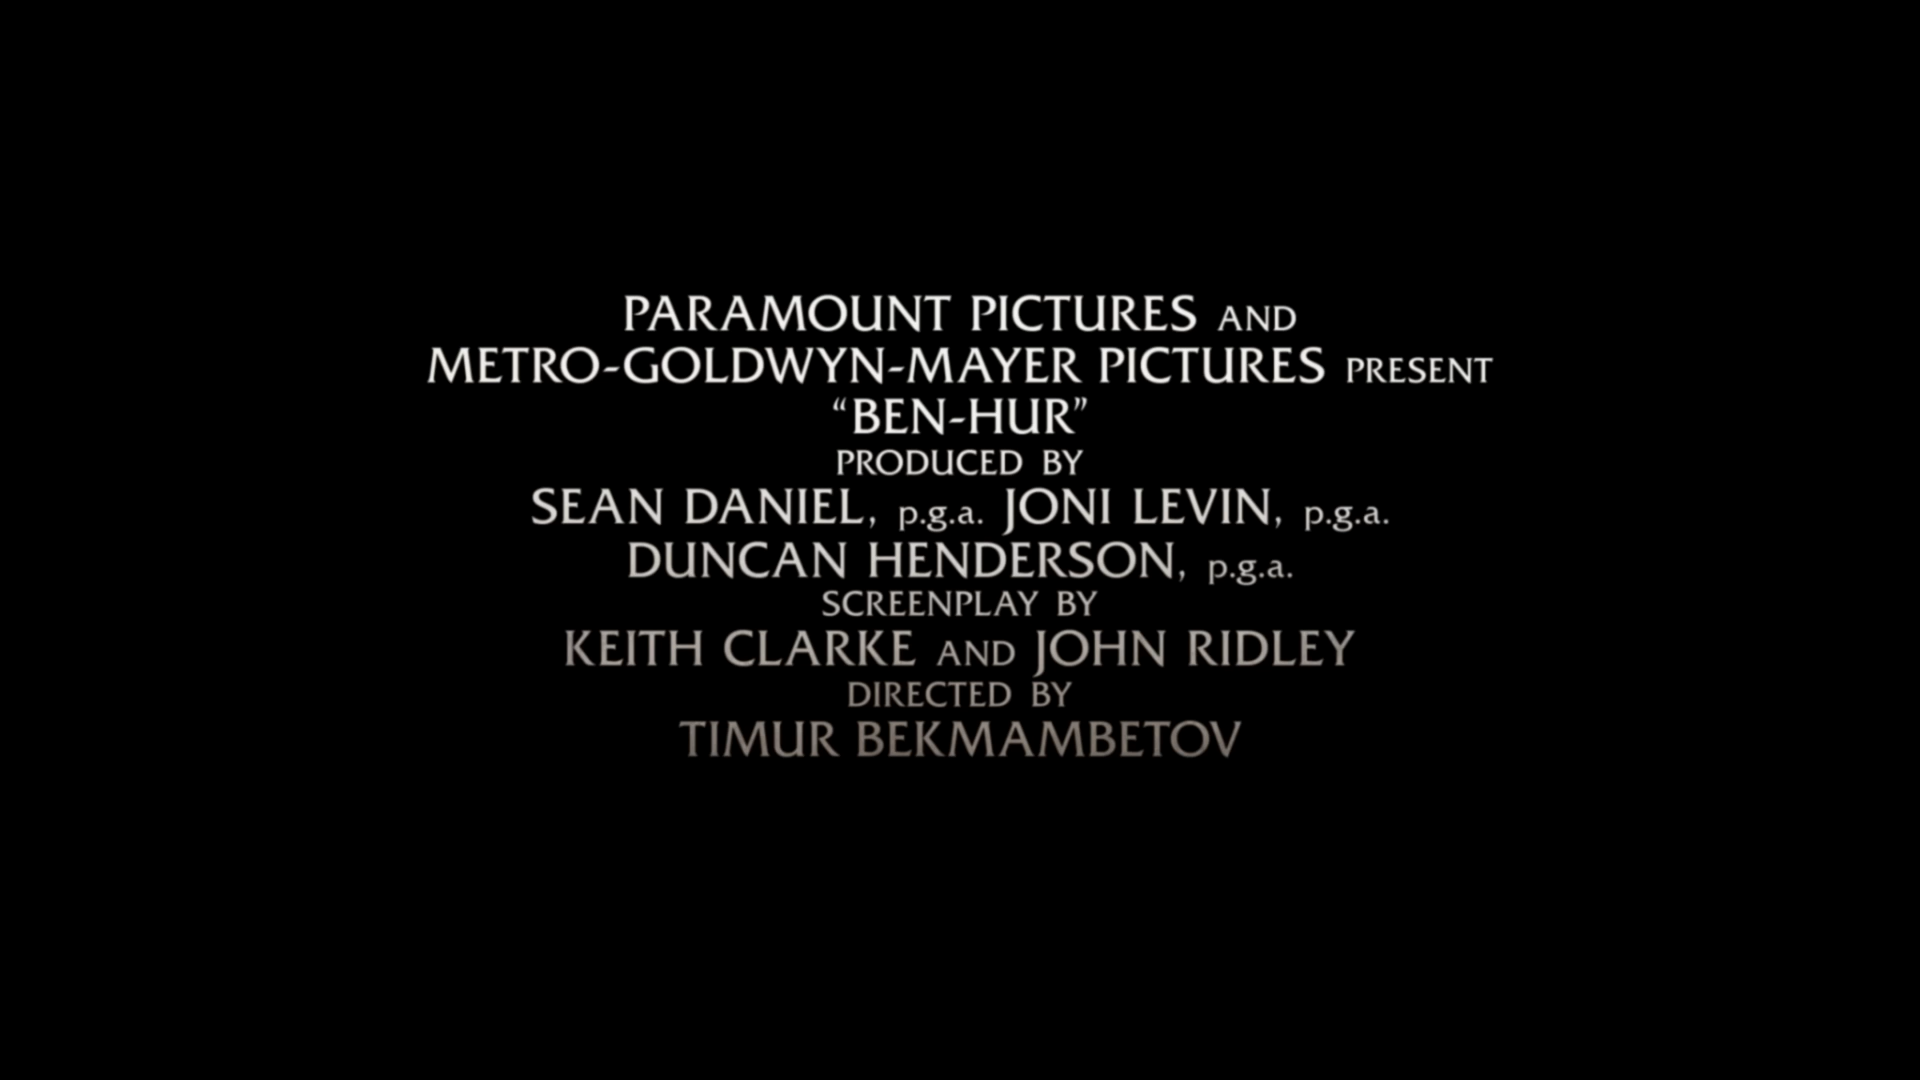 PARAMOUNT PICTURES AND
METRO-GOLDWYN-MAYER PICTURES PRESENT
“BEN-HUR”
PRODUCED BY
SEAN DANIEL, p.g.a. JONI LEVIN, p.g.a.
DUNCAN HENDERSON, p.g.a.
SCREENPLAY BY
KEITH CLARKE AND JOHN RIDLEY
DIRECTED BY
TIMUR BEKMAMBETOV